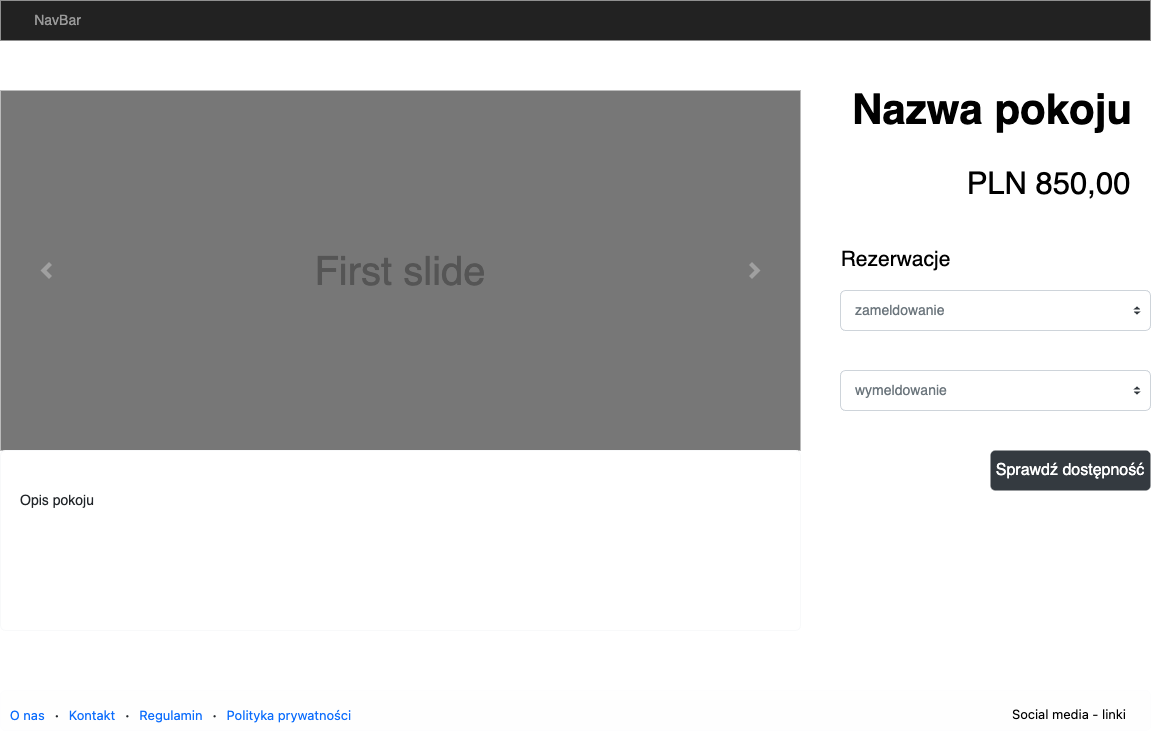 NavBar
First slide
Opis pokoju
Nazwa pokoju
PLN 850,00
Rezerwacje
zameldowanie
wymeldowanie
Sprawdź dostępność
O nas · Kontakt · Regulamin · Polityka prywatności
Social media - linki